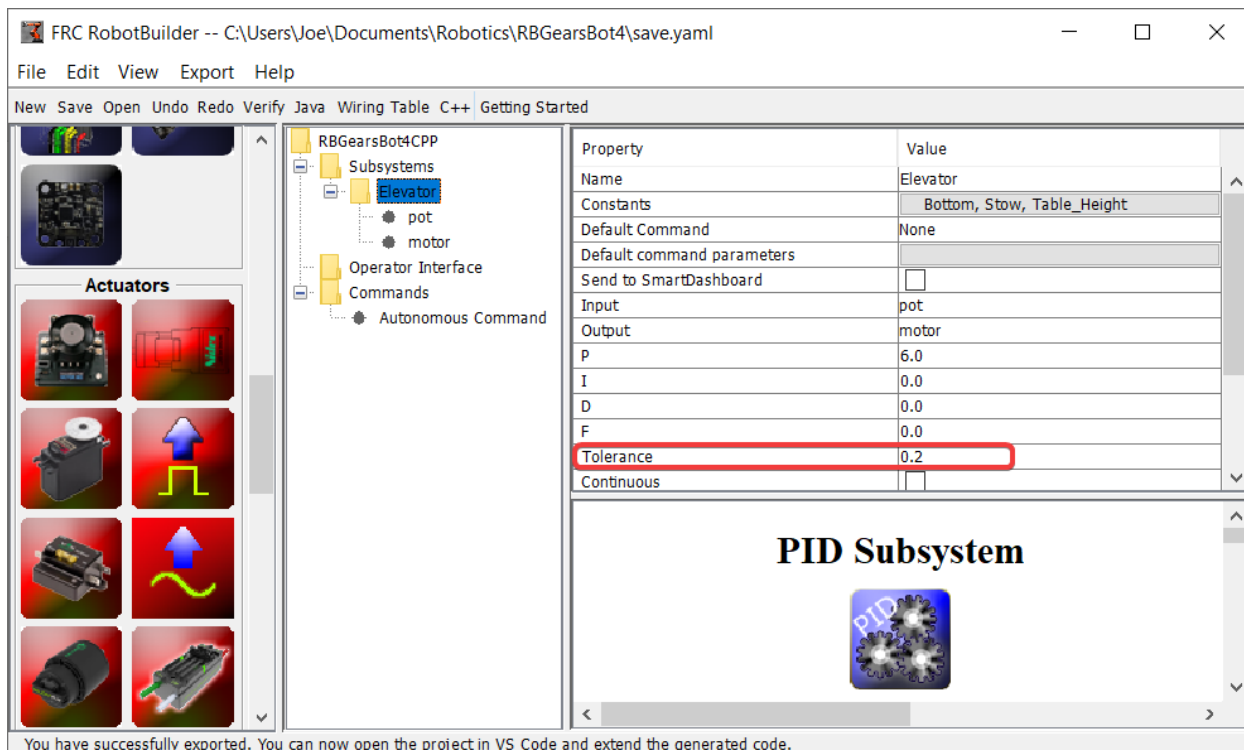 FRC RobotBuilder -- C:\Users\Joe\Documents\Robotics\RBGearsBot4\save.yaml
File Edit View Export Help
New Save Open Undo Redo Verify Java Wiring Table C++ Getting Started
Actuators
RBGearsBot4CPP
Subsystems
Elevator
pot
motor
Operator Interface
Commands
Autonomous Command
Property Value
Name Elevator
Constants Bottom, Stow, Table_Height
Default Command None
Default command parameters
Send to SmartDashboard
Input pot
Output motor
P 6.0
I 0.0
D 0.0
F 0.0
Tolerance 0.2
Continuous
PID Subsystem
PID
You have successfully exported. You can now open the project in VS Code and extend the generated code.